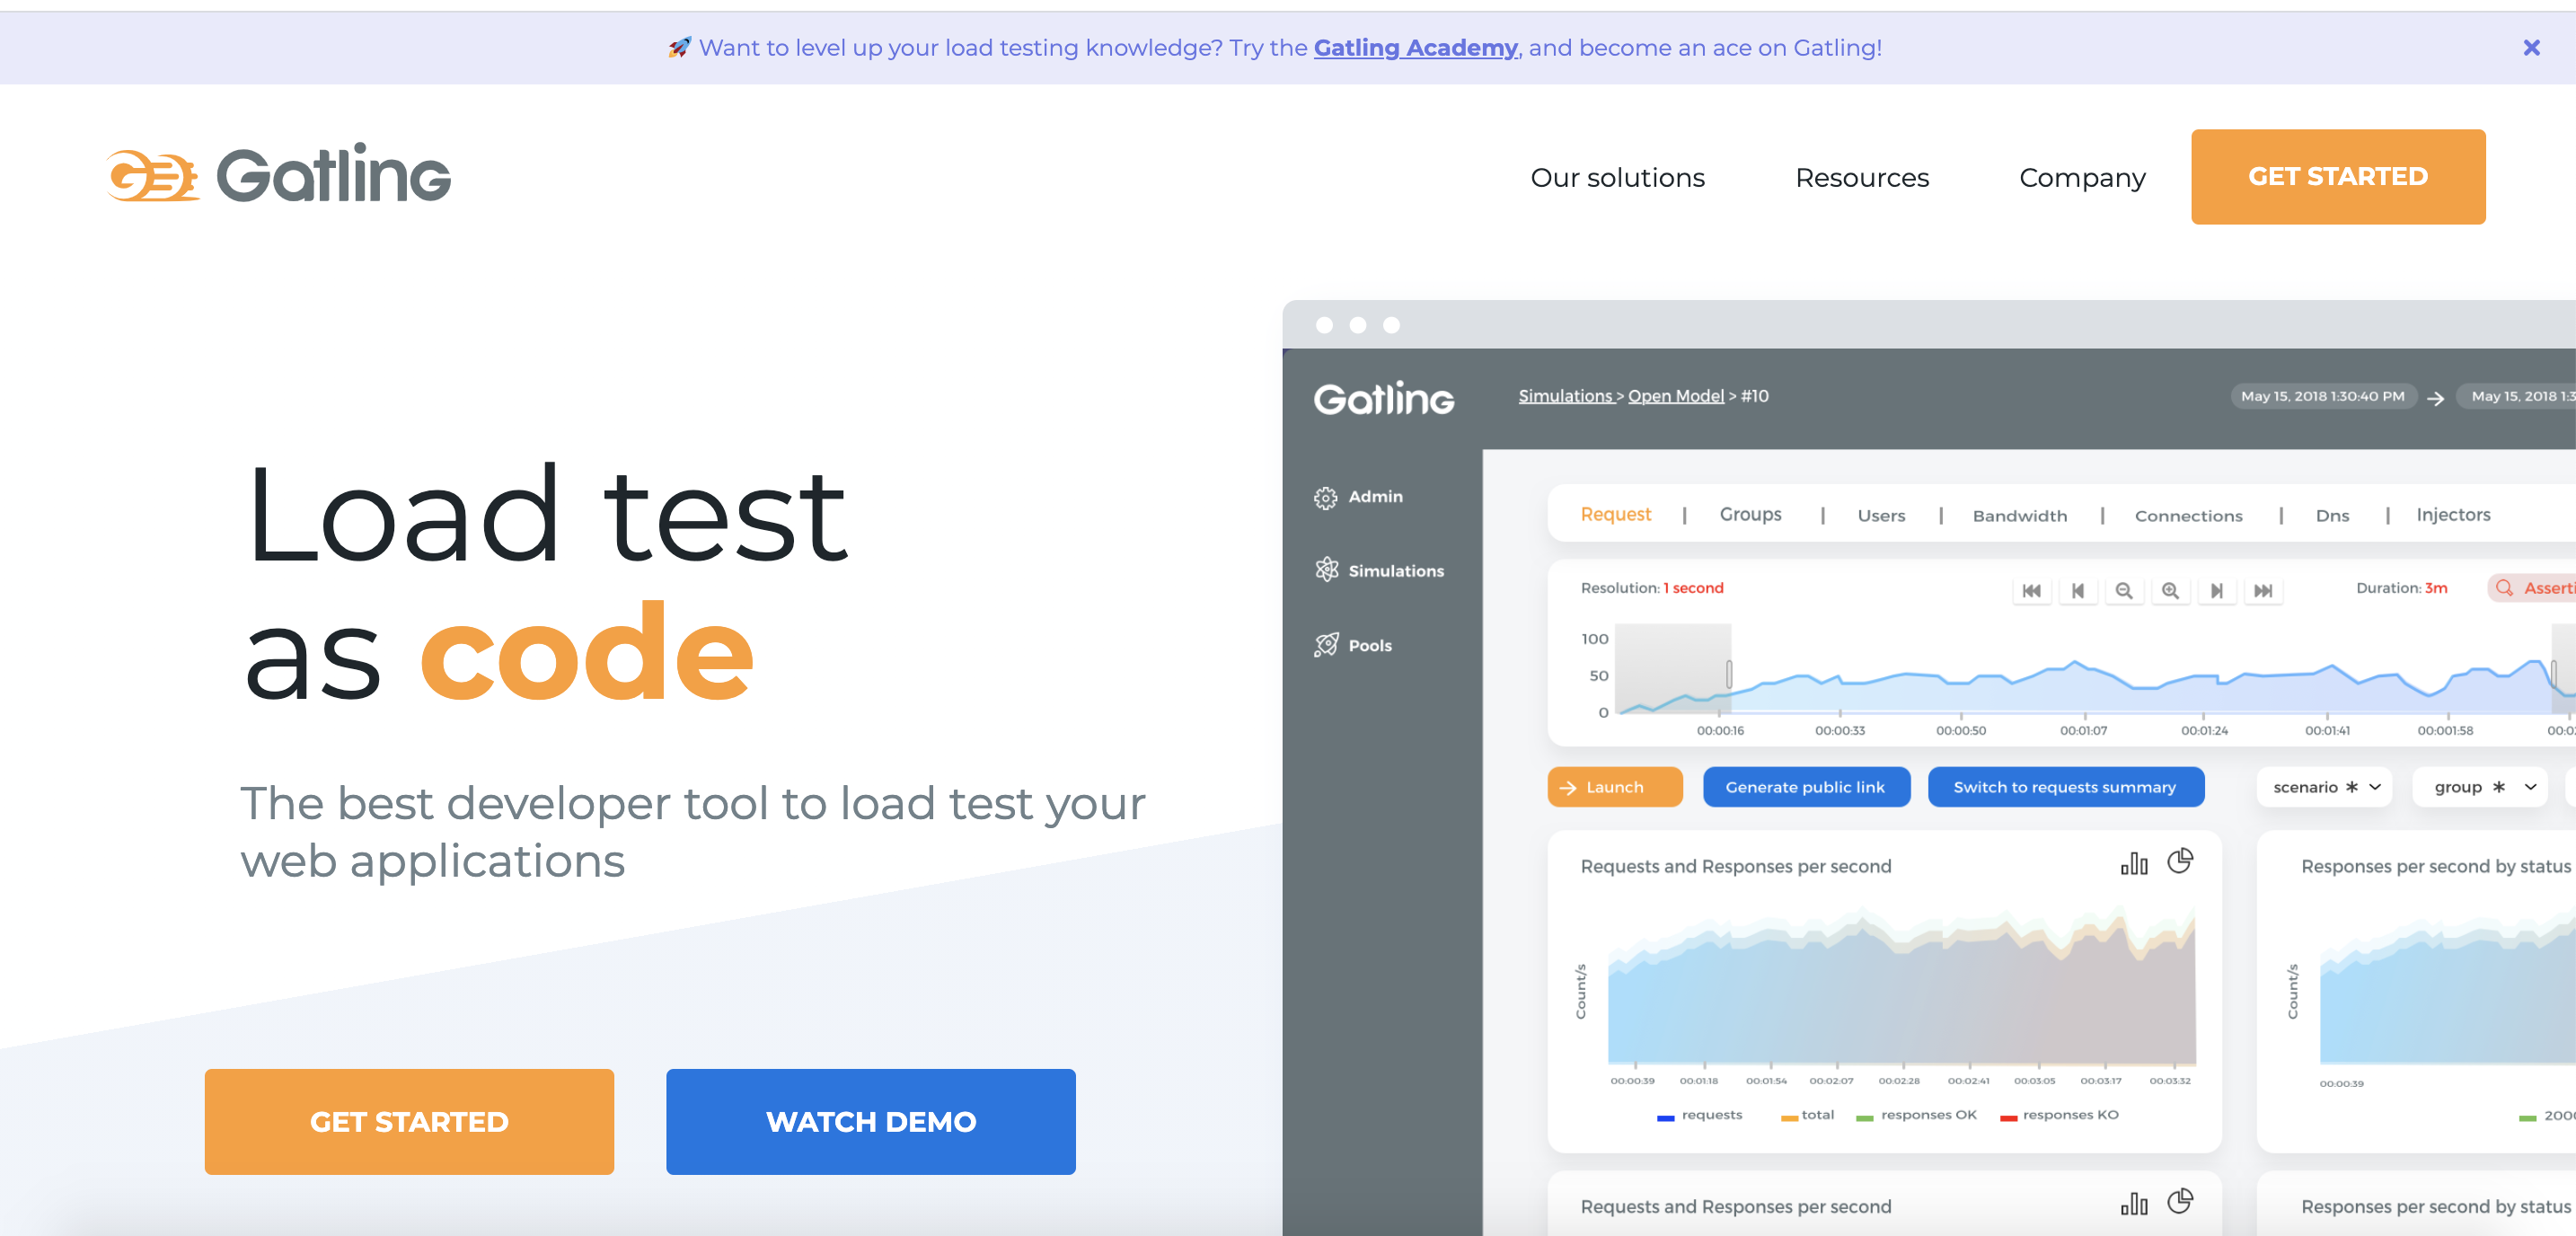 🚀 Want to level up your load testing knowledge? Try the Gatling Academy, and become an ace on Gatling!
Gatling
Our solutions
Resources
Company
GET STARTED
Load test
as code
The best developer tool to load test your
web applications
GET STARTED
WATCH DEMO
Gatling
Simulations > Open Model > #10
May 15, 2018 1:30:40 PM
May 15, 2018 1:3
Admin
Simulations
Pools
Request | Groups | Users | Bandwidth | Connections | Dns | Injectors
Resolution: 1 second
Duration: 3m
Asserti
100
50
0
00:00:16 00:00:33 00:00:50 00:01:07 00:01:24 00:01:41 00:001:58 00:0
Launch
Generate public link
Switch to requests summary
scenario *
group *
Requests and Responses per second
Count/s
00:00:39 00:01:18 00:01:54 00:02:07 00:02:28 00:02:41 00:03:05 00:03:17 00:03:32
requests total responses OK responses KO
Responses per second by status
Count/s
00:00:39
200
Requests and Responses per second
Responses per second by status